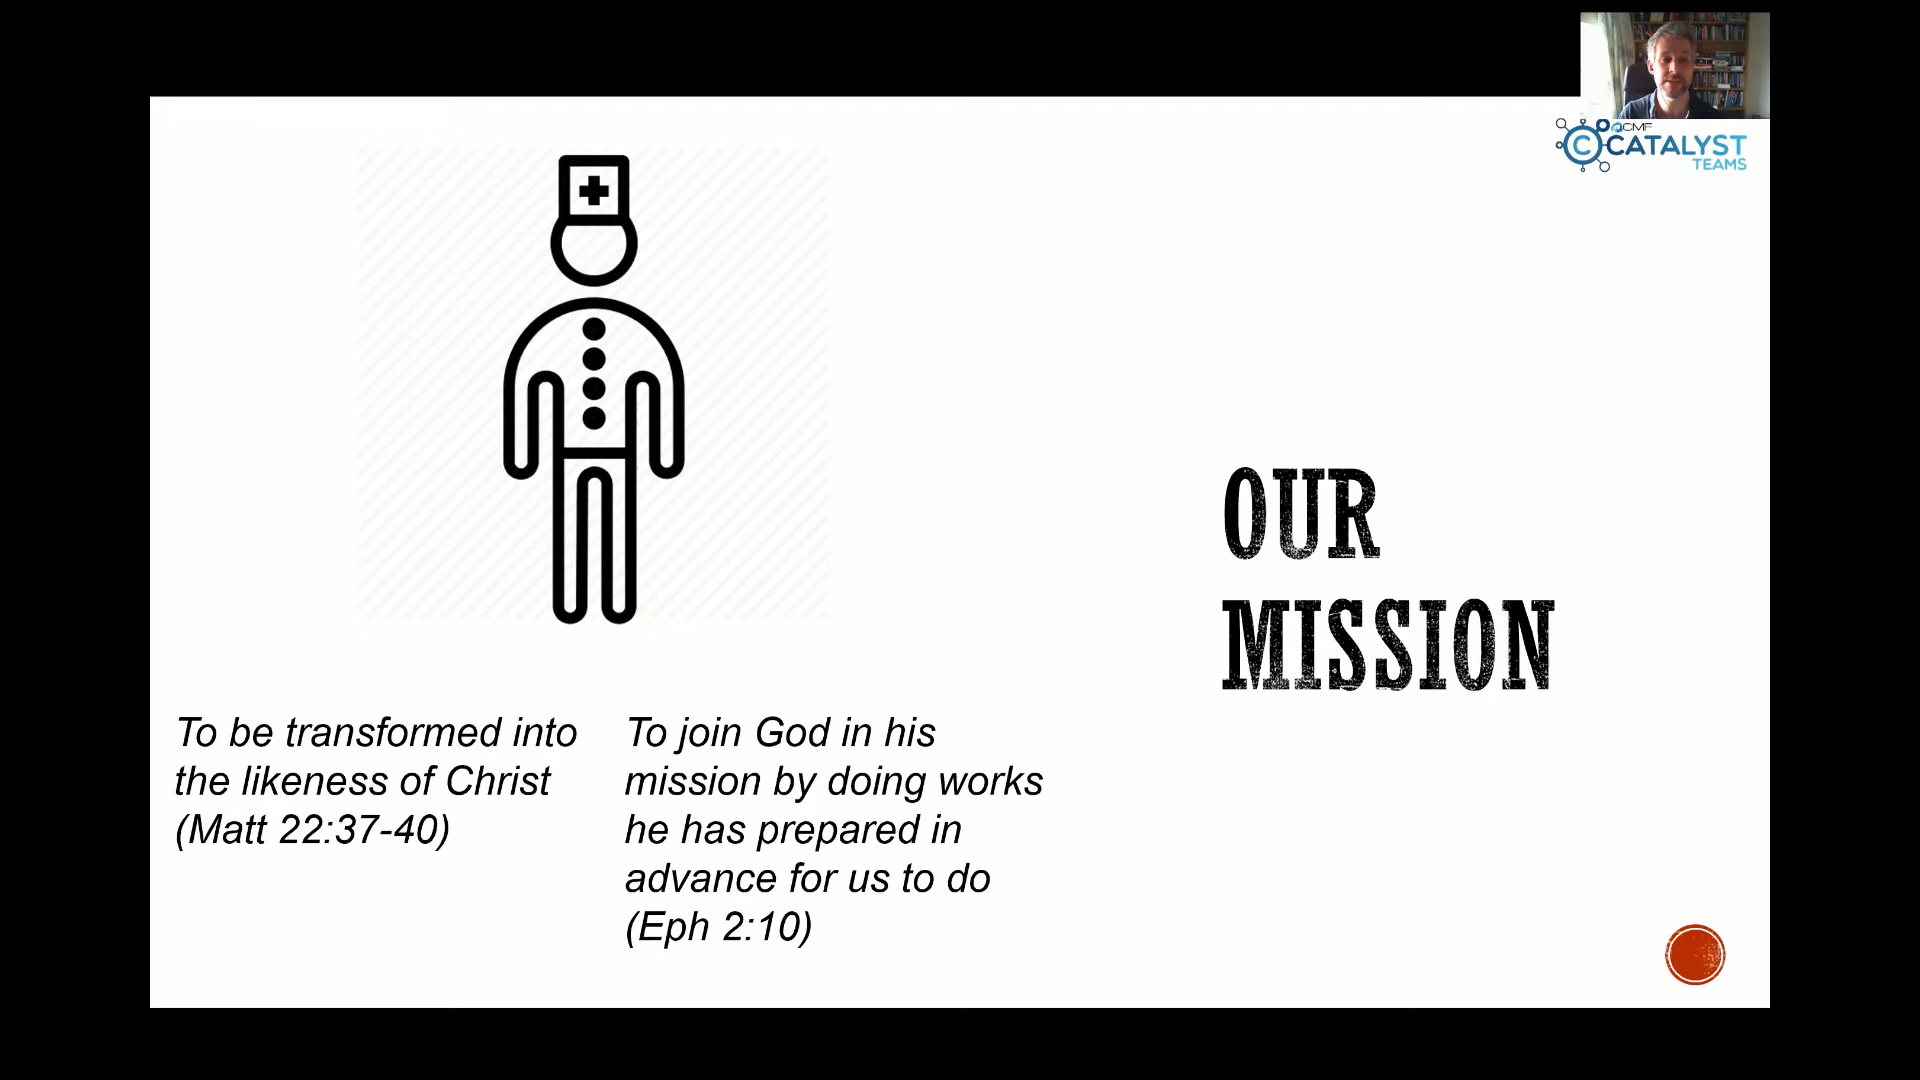 CMF
C CATALYST
TEAMS
OUR
MISSION
To be transformed into
the likeness of Christ
(Matt 22:37-40)
To join God in his
mission by doing works
he has prepared in
advance for us to do
(Eph 2:10)